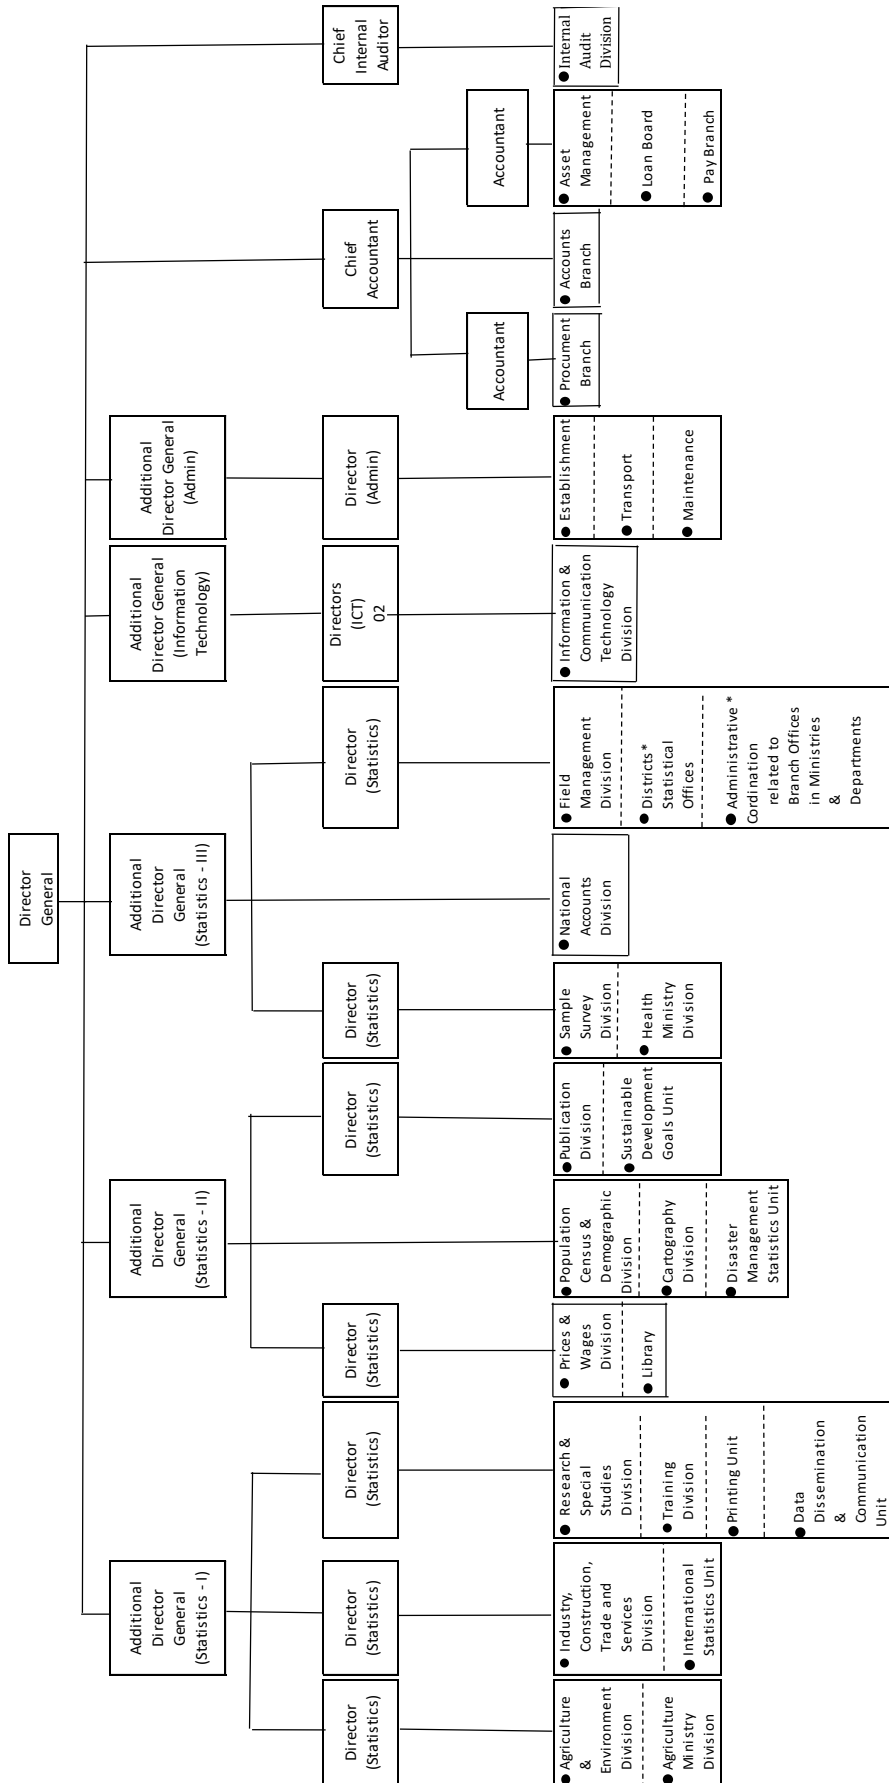 Director
General
Additional
Director
General
(Statistics - I)
Additional
Director
General
(Statistics - II)
Additional
Director
General
(Statistics - III)
Additional
Director General
(Information
Technology)
Additional
Director General
(Admin)
Director
(Statistics)
Director
(Statistics)
Director
(Statistics)
Director
(Statistics)
Director
(Statistics)
Director
(Statistics)
Director
(Statistics)
Directors
(ICT)
02
Director
(Admin)
Chief
Accountant
Chief
Internal
Auditor
Accountant
Accountant
● Agriculture
&
Environment
Division
● Agriculture
Ministry
Division
● Industry,
Construction,
Trade and
Services
Division
● International
Statistics Unit
● Research &
Special
Studies
Division
● Training
Division
● Printing Unit
● Data
Dissemination
&
Communication
Unit
● Prices &
Wages
Division
● Library
● Population
Census &
Demographic
Division
● Cartography
Division
● Disaster
Management
Statistics Unit
● Publication
Division
● Sustainable
Development
Goals Unit
● Sample
Survey
Division
● Health
Ministry
Division
● National
Accounts
Division
● Field
Management
Division
● Districts*
Statistical
Offices
● Administrative *
Cordination
related to
Branch Offices
in Ministries
&
Departments
● Information &
Communication
Technology
Division
● Establishment
● Transport
● Maintenance
● Procument
Branch
● Accounts
Branch
● Asset
Management
● Loan Board
● Pay Branch
● Internal
Audit
Division